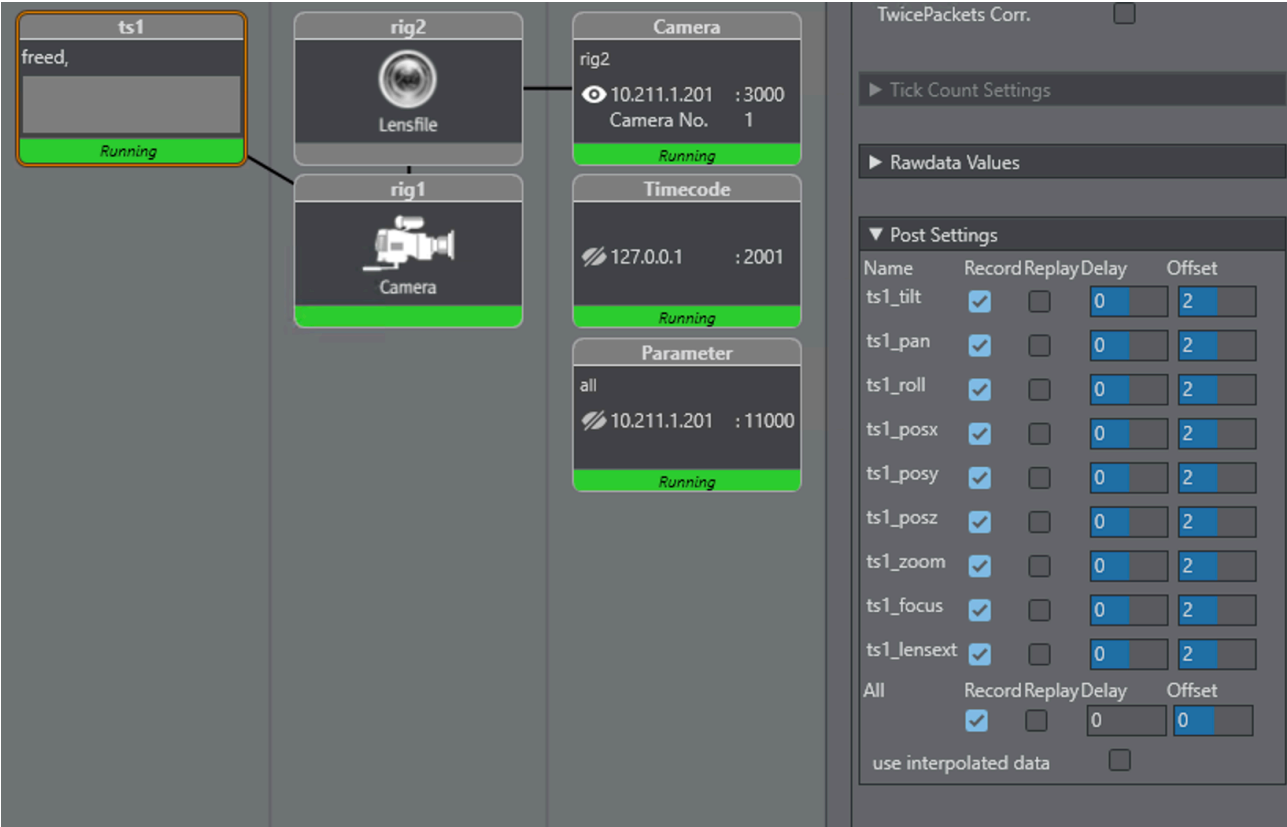 ts1
freed,
Running
rig2
Lensfile
rig1
Camera
Camera
rig2
10.211.1.201 :3000
Camera No. 1
Running
Timecode
127.0.0.1 :2001
Running
Parameter
all
10.211.1.201 :11000
Running
TwicePackets Corr.
Tick Count Settings
Rawdata Values
Post Settings
Name Record Replay Delay Offset
ts1_tilt 0 2
ts1_pan 0 2
ts1_roll 0 2
ts1_posx 0 2
ts1_posy 0 2
ts1_posz 0 2
ts1_zoom 0 2
ts1_focus 0 2
ts1_lensext 0 2
All Record Replay Delay Offset
0 0
use interpolated data